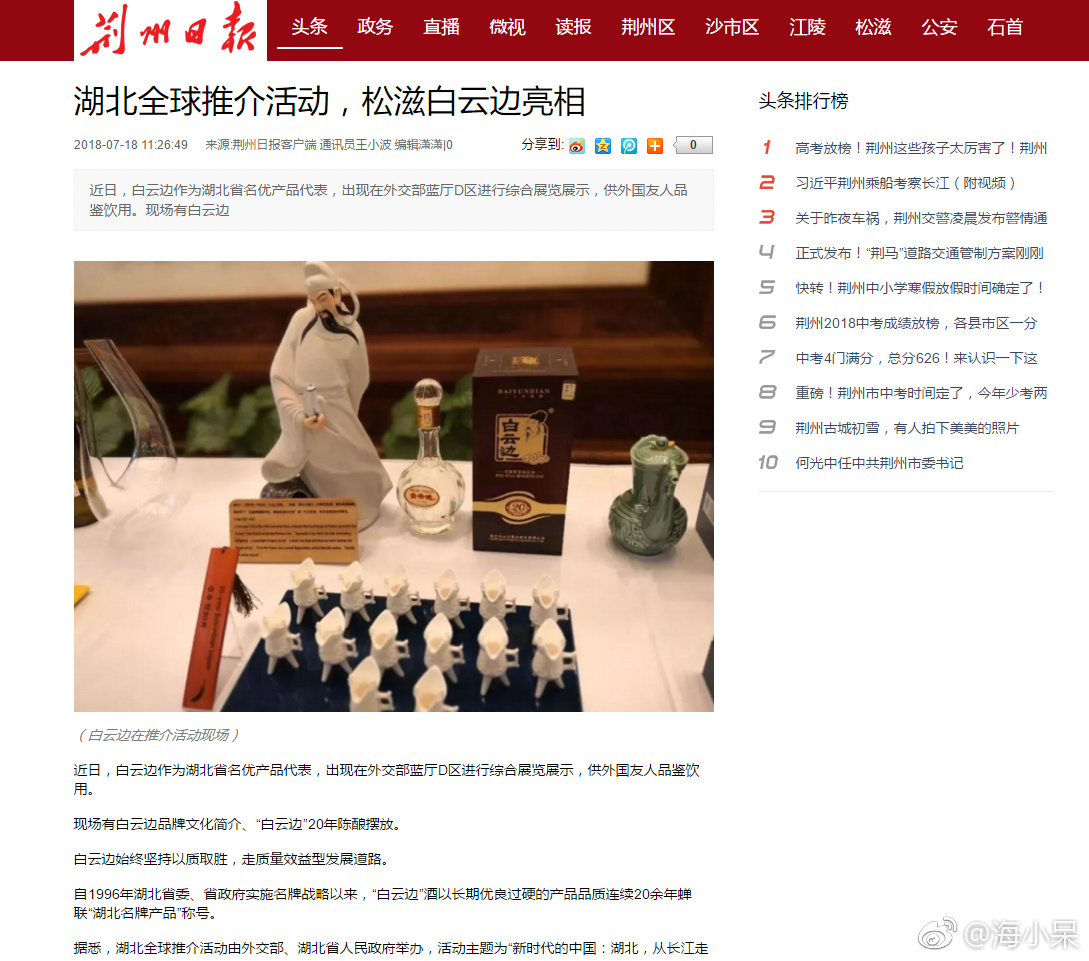 荆州日报
头条 政务 直播 微视 读报 荆州区 沙市区 江陵 松滋 公安 石首
湖北全球推介活动，松滋白云边亮相
2018-07-18 11:26:49 来源:荆州日报客户端 通讯员王小波 编辑潇潇|0
分享到: 0
近日，白云边作为湖北省名优产品代表，出现在外交部蓝厅D区进行综合展览展示，供外国友人品
鉴饮用。现场有白云边
BAIYUNBIAN
白云边
20
（白云边在推介活动现场）
近日，白云边作为湖北省名优产品代表，出现在外交部蓝厅D区进行综合展览展示，供外国友人品鉴饮
用。
现场有白云边品牌文化简介、“白云边”20年陈酿摆放。
白云边始终坚持以质取胜，走质量效益型发展道路。
自1996年湖北省委、省政府实施名牌战略以来，“白云边”酒以长期优良过硬的产品品质连续20余年蝉
联“湖北名牌产品”称号。
据悉，湖北全球推介活动由外交部、湖北省人民政府举办，活动主题为“新时代的中国：湖北，从长江走
头条排行榜
1 高考放榜！荆州这些孩子太厉害了！荆州
2 习近平荆州乘船考察长江（附视频）
3 关于昨夜车祸，荆州交警凌晨发布警情通
4 正式发布！“荆马”道路交通管制方案刚刚
5 快转！荆州中小学寒假放假时间确定了！
6 荆州2018中考成绩放榜，各县市区一分
7 中考4门满分，总分626！来认识一下这
8 重磅！荆州市中考时间定了，今年少考两
9 荆州古城初雪，有人拍下美美的照片
10 何光中任中共荆州市委书记
@海小呆